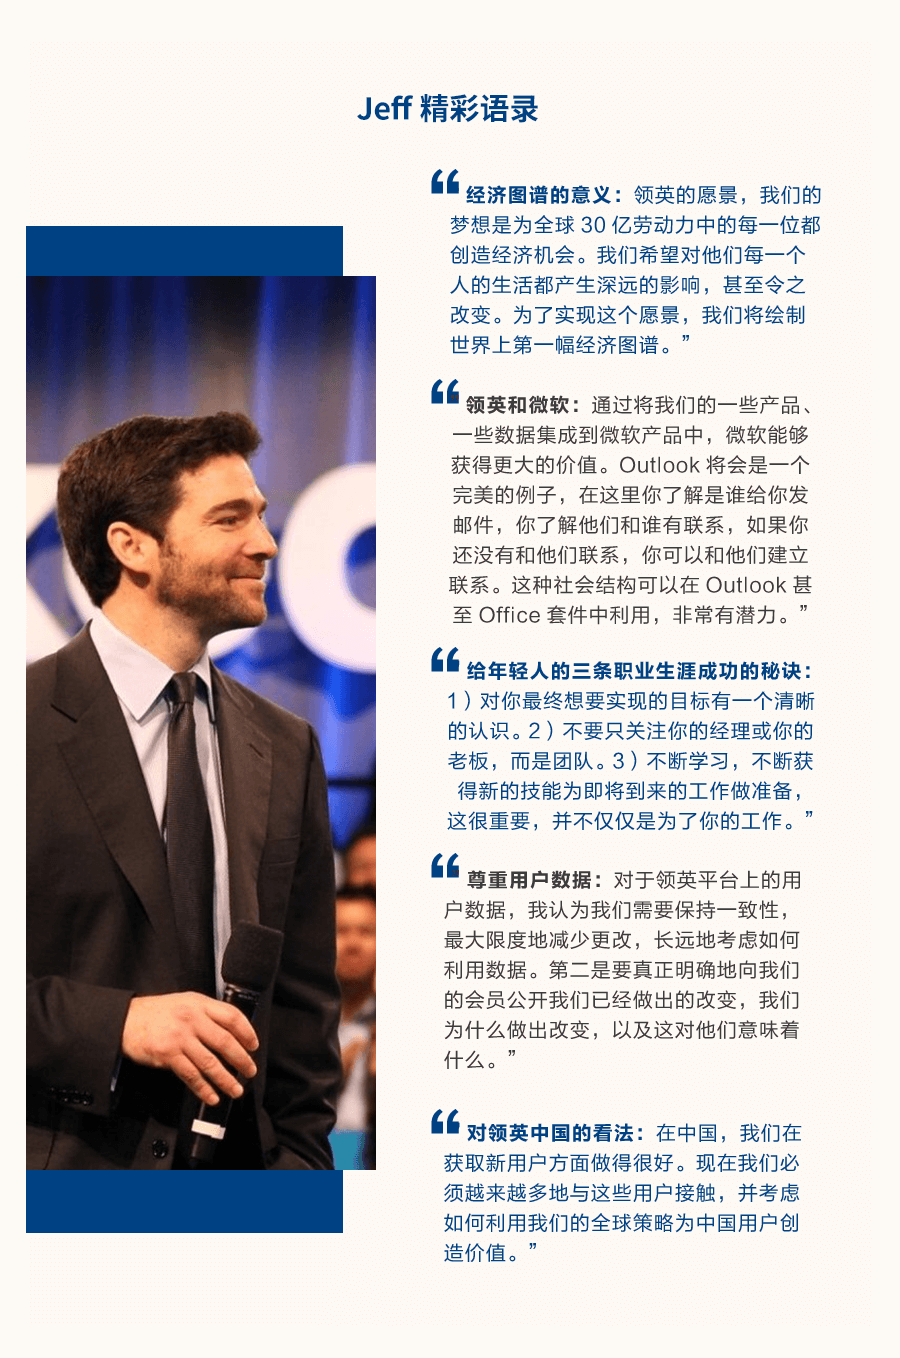 Jeff 精彩语录
“ 经济图谱的意义：领英的愿景，我们的
梦想是为全球 30 亿劳动力中的每一位都
创造经济机会。我们希望对他们每一个
人的生活都产生深远的影响，甚至令之
改变。为了实现这个愿景，我们将绘制
世界上第一幅经济图谱。”
“ 领英和微软：通过将我们的一些产品、
一些数据集成到微软产品中，微软能够
获得更大的价值。Outlook 将会是一个
完美的例子，在这里你了解是谁给你发
邮件，你了解他们和谁有联系，如果你
还没有和他们联系，你可以和他们建立
联系。这种社会结构可以在 Outlook 甚
至 Office 套件中利用，非常有潜力。”
“ 给年轻人的三条职业生涯成功的秘诀：
1）对你最终想要实现的目标有一个清晰
的认识。2）不要只关注你的经理或你的
老板，而是团队。3）不断学习，不断获
得新的技能为即将到来的工作做准备，
这很重要，并不仅仅是为了你的工作。”
“ 尊重用户数据：对于领英平台上的用
户数据，我认为我们需要保持一致性，
最大限度地减少更改，长远地考虑如何
利用数据。第二是要真正明确地向我们
的会员公开我们已经做出的改变，我们
为什么做出改变，以及这对他们意味着
什么。”
“ 对领英中国的看法：在中国，我们在
获取新用户方面做得很好。现在我们必
须越来越多地与这些用户接触，并考虑
如何利用我们的全球策略为中国用户创
造价值。”